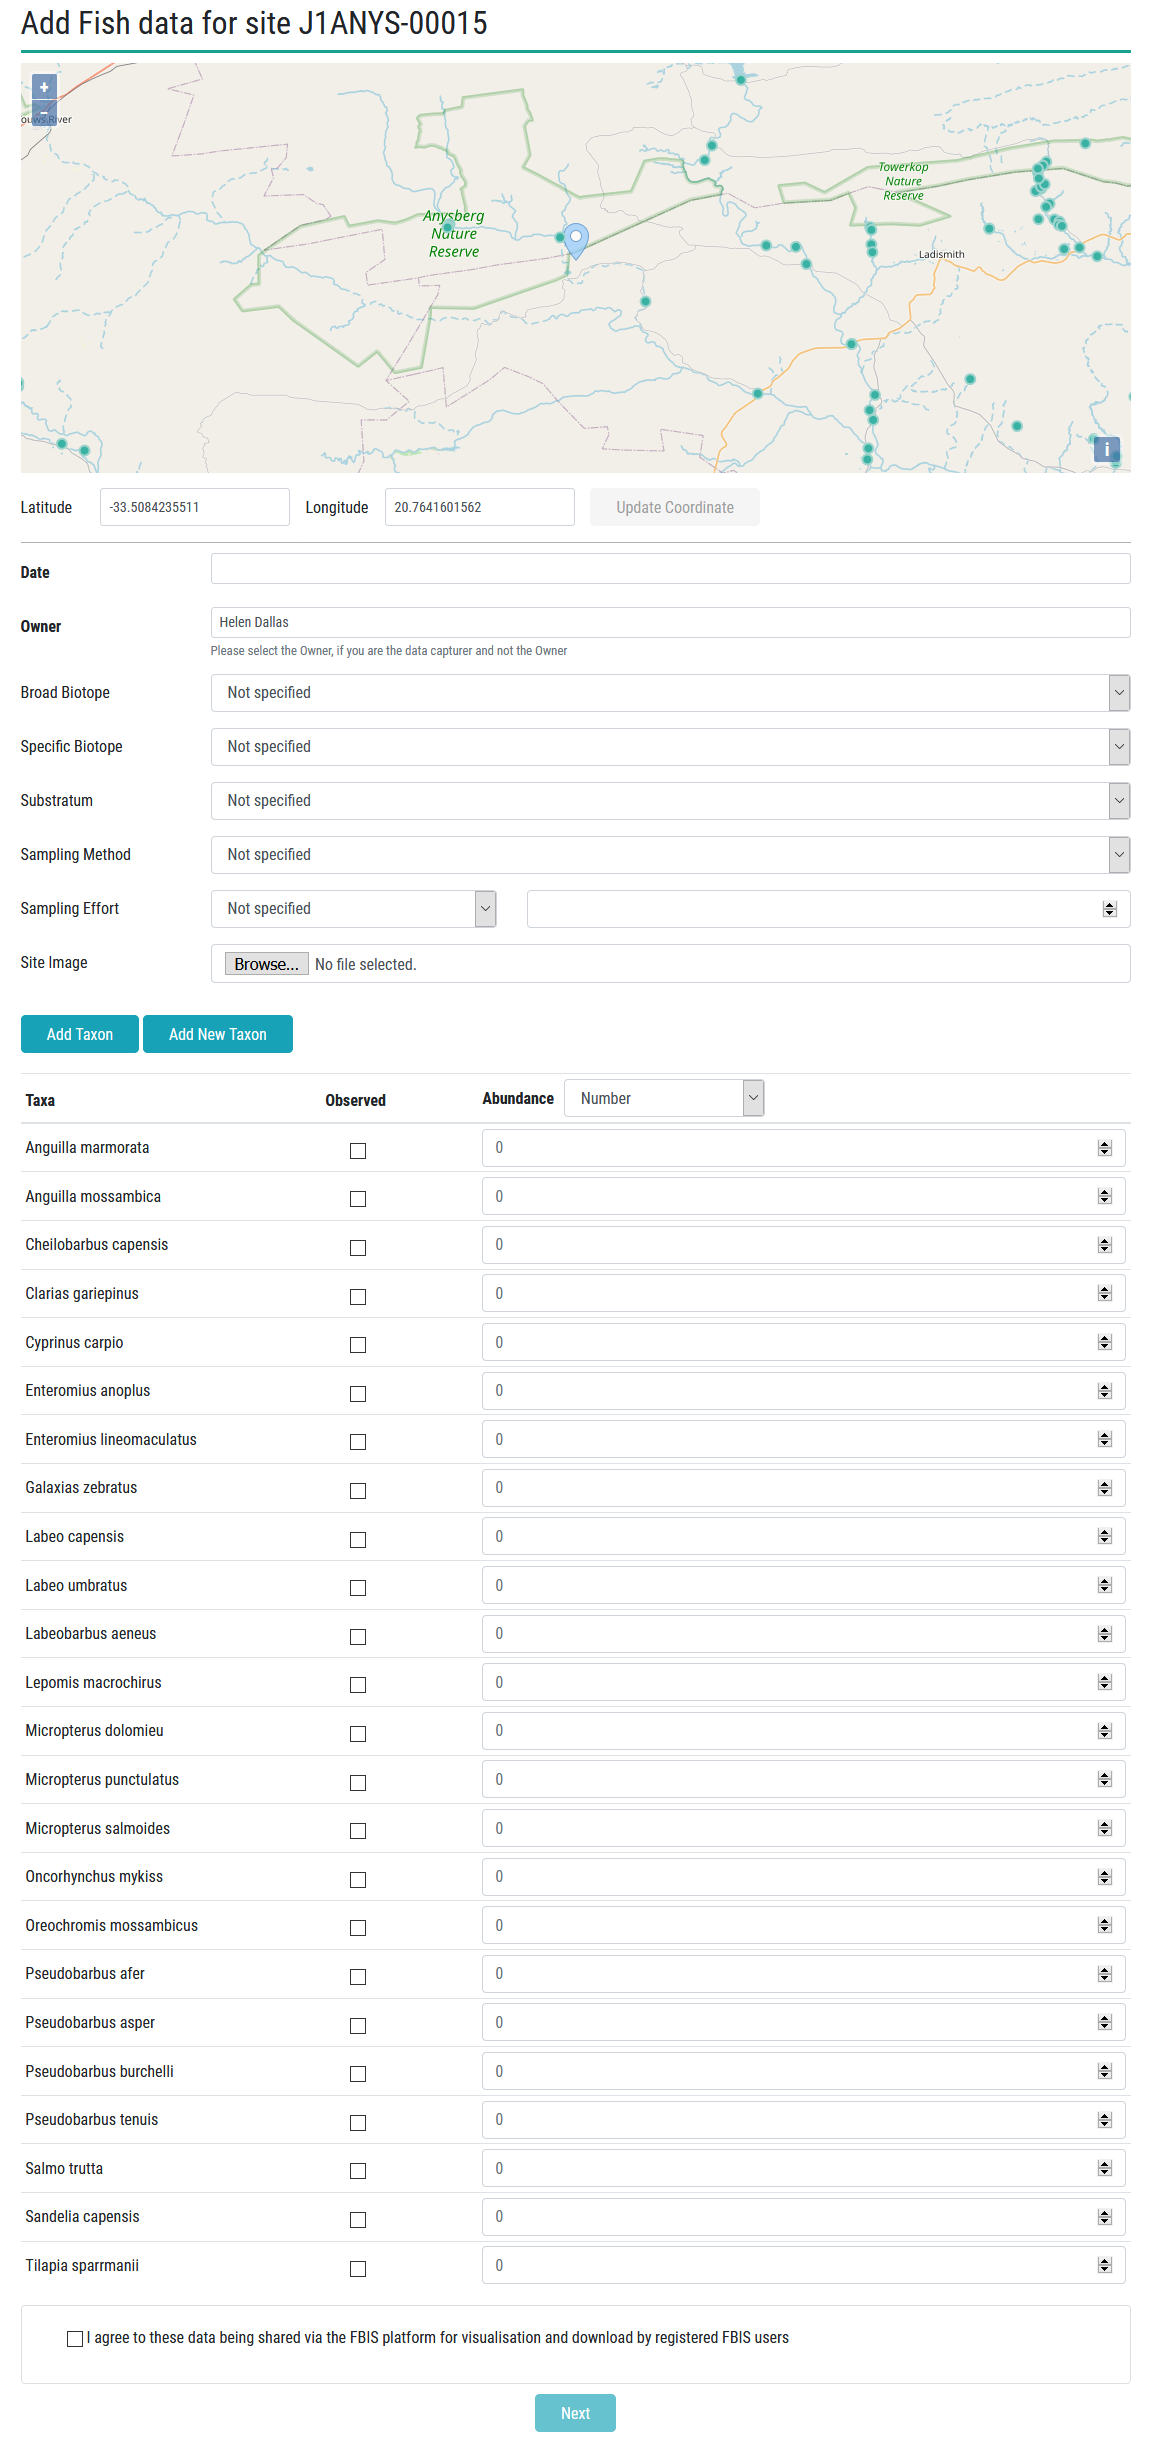 Add Fish data for site J1ANYS-00015
+
-
ouws River
Towerkop
Nature
Reserve
Anysberg
Nature
Reserve
Ladismith
i
Latitude -33.5084235511 Longitude 20.7641601562 Update Coordinate
Date
Owner Helen Dallas
Please select the Owner, if you are the data capturer and not the Owner
Broad Biotope Not specified
Specific Biotope Not specified
Substratum Not specified
Sampling Method Not specified
Sampling Effort Not specified
Site Image Browse... No file selected.
Add Taxon Add New Taxon
Taxa Observed Abundance Number
Anguilla marmorata 0
Anguilla mossambica 0
Cheilobarbus capensis 0
Clarias gariepinus 0
Cyprinus carpio 0
Enteromius anoplus 0
Enteromius lineomaculatus 0
Galaxias zebratus 0
Labeo capensis 0
Labeo umbratus 0
Labeobarbus aeneus 0
Lepomis macrochirus 0
Micropterus dolomieu 0
Micropterus punctulatus 0
Micropterus salmoides 0
Oncorhynchus mykiss 0
Oreochromis mossambicus 0
Pseudobarbus afer 0
Pseudobarbus asper 0
Pseudobarbus burchelli 0
Pseudobarbus tenuis 0
Salmo trutta 0
Sandelia capensis 0
Tilapia sparrmanii 0
I agree to these data being shared via the FBIS platform for visualisation and download by registered FBIS users
Next